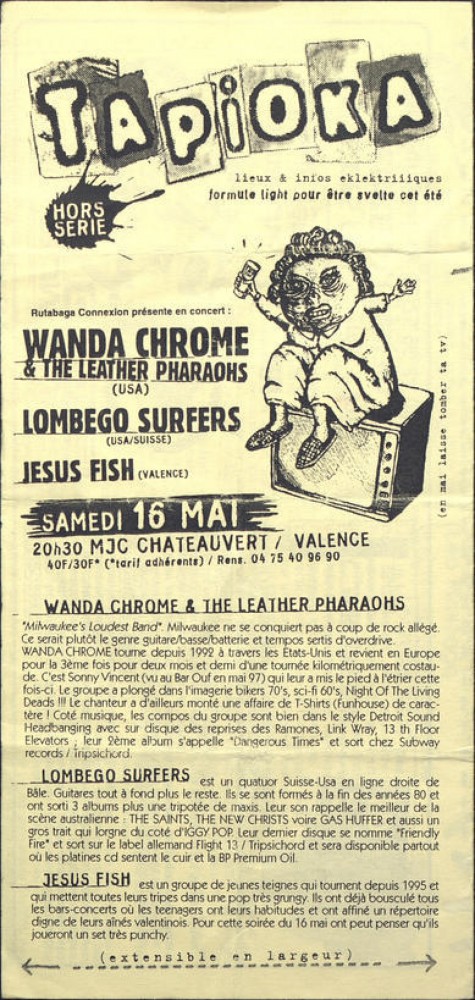 TAPiOKA
lieux & infos eklektriiiques
formule light pour être svelte cet été
HORS
SERIE
Rutabaga Connexion présente en concert :
WANDA CHROME
& THE LEATHER PHARAOHS
(USA)
LOMBEGO SURFERS
(USA/SUISSE)
JESUS FISH (VALENCE)
(en mai laisse tomber ta tv)
SAMEDI 16 MAI
20h30 MJC CHATEAUVERT / VALENCE
40F/30F* (*tarif adhérents) / Rens. 04 75 40 96 90
WANDA CHROME & THE LEATHER PHARAOHS
"Milwaukee's Loudest Band". Milwaukee ne se conquiert pas à coup de rock allégé.
Ce serait plutôt le genre guitare/basse/batterie et tempos sertis d'overdrive.
WANDA CHROME tourne depuis 1992 à travers les Etats-Unis et revient en Europe
pour la 3ème fois pour deux mois et demi d'une tournée kilométriquement costau-
de. C'est Sonny Vincent (vu au Bar Ouf en mai 97) qui leur a mis le pied à l'étrier cette
fois-ci. Le groupe a plongé dans l'imagerie bikers 70's, sci-fi 60's, Night Of The Living
Deads !!! Le chanteur a d'ailleurs monté une affaire de T-Shirts (Funhouse) de carac-
tère ! Coté musique, les compos du groupe sont bien dans le style Detroit Sound
Headbanging avec sur disque des reprises des Ramones, Link Wray, 13 th Floor
Elevators ; leur 2ème album s'appelle "Dangerous Times" et sort chez Subway
records / Tripsichord.
LOMBEGO SURFERS est un quatuor Suisse-Usa en ligne droite de
Bâle. Guitares tout à fond plus le reste. Ils se sont formés à la fin des années 80 et
ont sorti 3 albums plus une tripotée de maxis. Leur son rappelle le meilleur de la
scène australienne : THE SAINTS, THE NEW CHRISTS voire GAS HUFFER et aussi un
gros trait qui lorgne du coté d'IGGY POP. Leur dernier disque se nomme "Friendly
Fire" et sort sur le label allemand Flight 13 / Tripsichord et sera disponible partout
où les platines cd sentent le cuir et la BP Premium Oil.
JESUS FISH est un groupe de jeunes teignes qui tournent depuis 1995 et
qui mettent toutes leurs tripes dans une pop très grungy. Ils ont déjà bousculé tous
les bars-concerts où les teenagers ont leurs habitudes et ont affiné un répertoire
digne de leurs aînés valentinois. Pour cette soirée du 16 mai ont peut penser qu'ils
joueront un set très punchy.
(extensible en largeur)